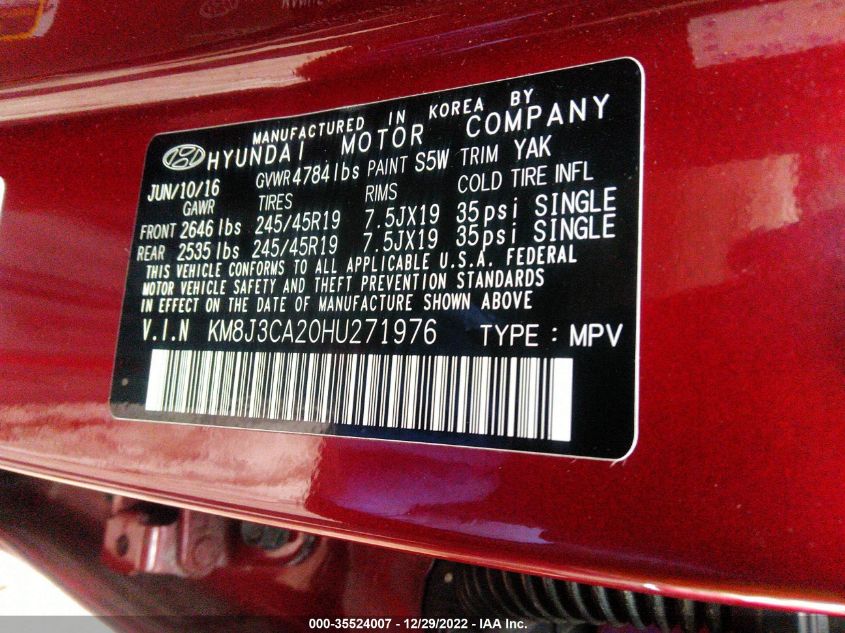 MANUFACTURED IN KOREA BY
HYUNDAI MOTOR COMPANY
JUN/10/16 GVWR 4784 lbs PAINT S5W TRIM YAK
GAWR TIRES RIMS COLD TIRE INFL
FRONT 2646 lbs 245/45R19 7.5JX19 35psi SINGLE
REAR 2535 lbs 245/45R19 7.5JX19 35psi SINGLE
THIS VEHICLE CONFORMS TO ALL APPLICABLE U.S.A. FEDERAL
MOTOR VEHICLE SAFETY AND THEFT PREVENTION STANDARDS
IN EFFECT ON THE DATE OF MANUFACTURE SHOWN ABOVE
V.I.N KM8J3CA20HU271976 TYPE : MPV
000-35524007 - 12/29/2022 - IAA Inc.